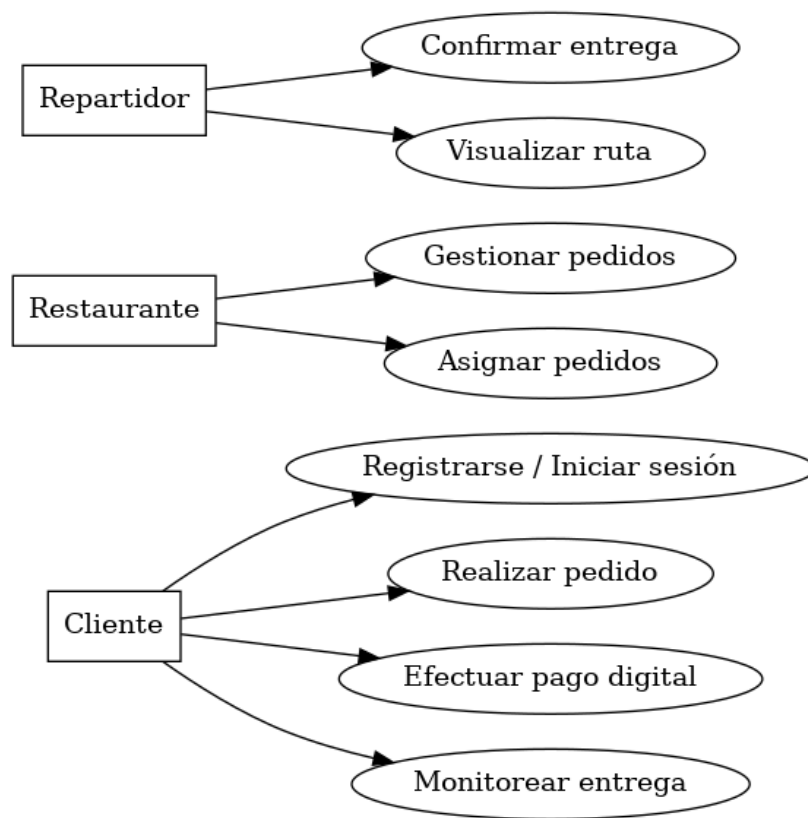 Repartidor
Confirmar entrega
Visualizar ruta
Restaurante
Gestionar pedidos
Asignar pedidos
Cliente
Registrarse / Iniciar sesión
Realizar pedido
Efectuar pago digital
Monitorear entrega